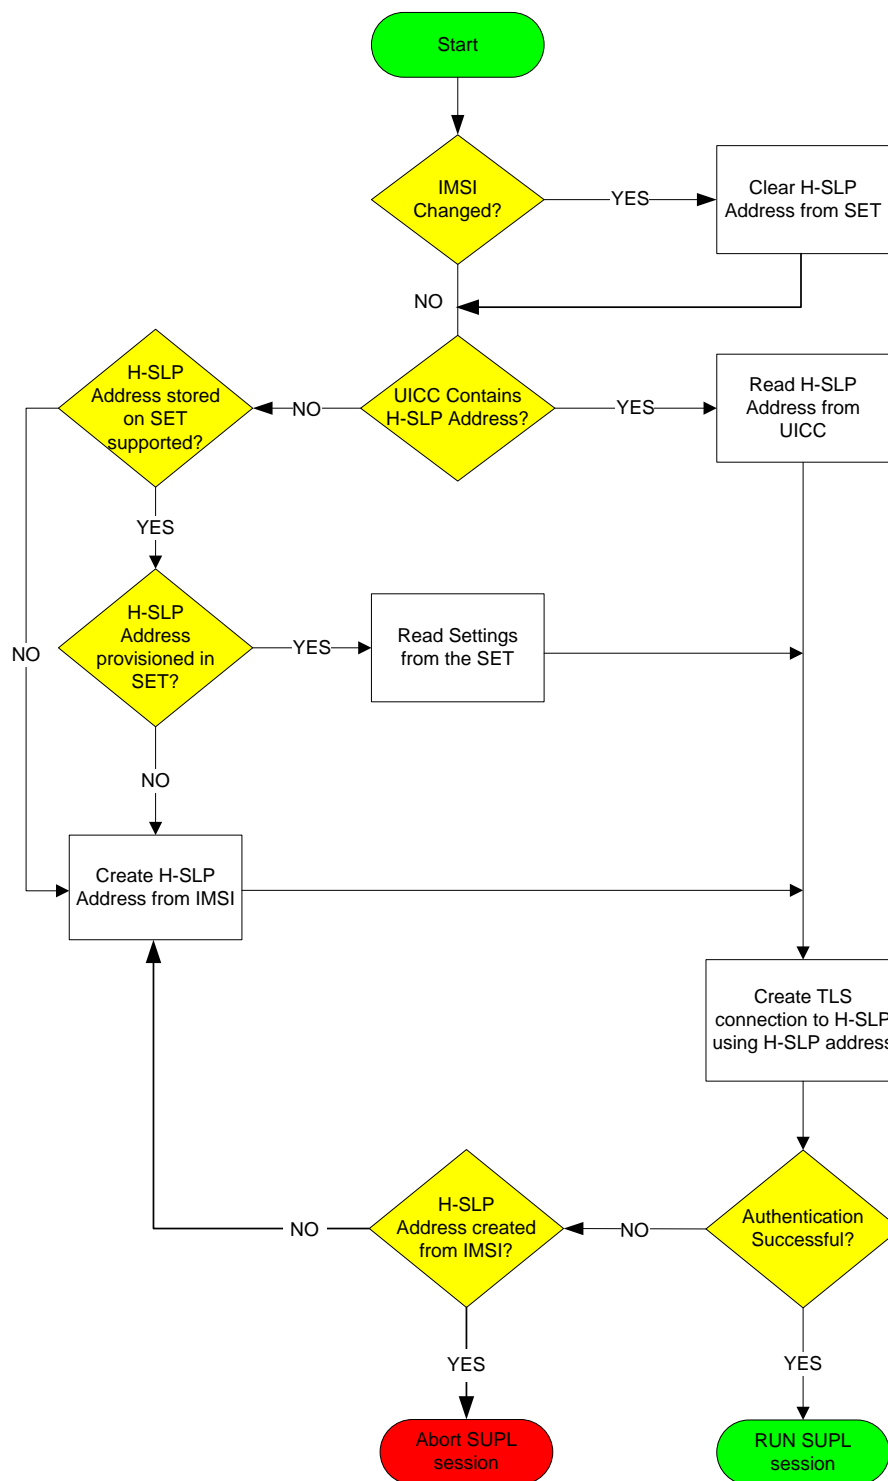 Start
IMSI
Changed?
YES
Clear H-SLP
Address from SET
NO
H-SLP
Address stored
on SET
supported?
NO
UICC Contains
H-SLP Address?
YES
Read H-SLP
Address from
UICC
YES
NO
H-SLP
Address
provisioned in
SET?
YES
Read Settings
from the SET
NO
Create H-SLP
Address from IMSI
Create TLS
connection to H-SLP
using H-SLP address
NO
H-SLP
Address created
from IMSI?
NO
Authentication
Successful?
YES
YES
Abort SUPL
session
RUN SUPL
session